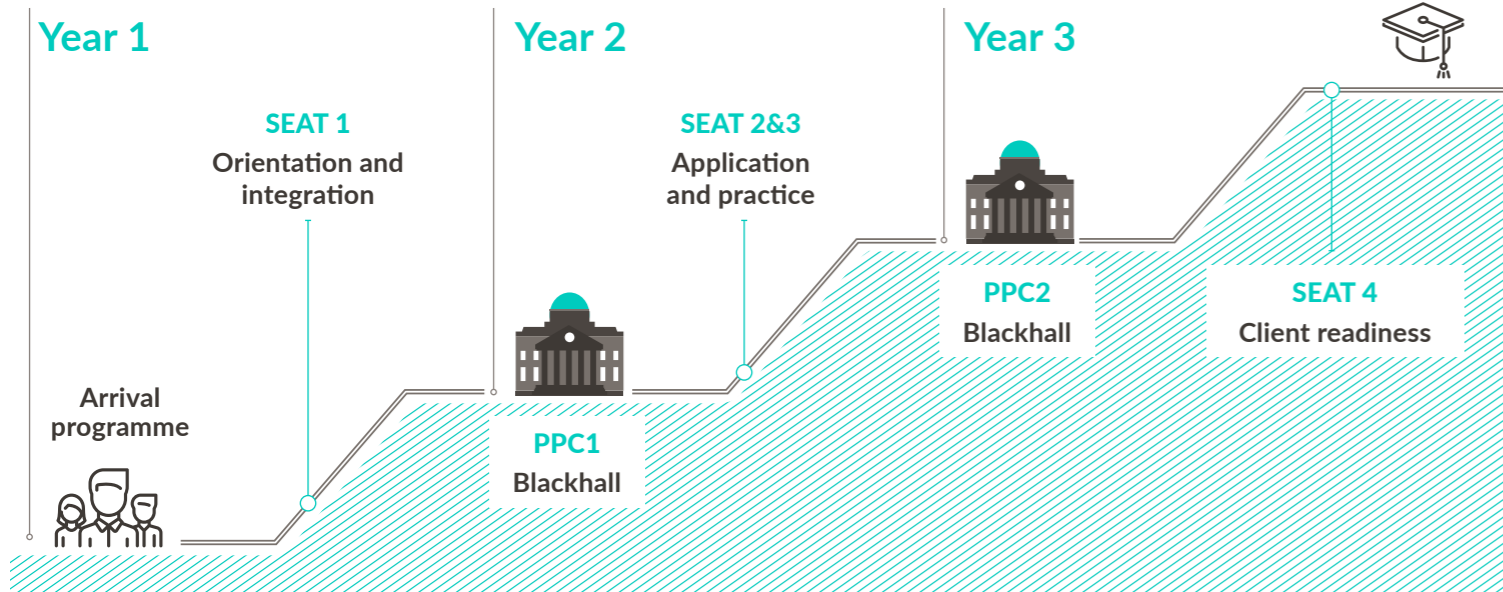 Year 1
Year 2
Year 3
SEAT 1
Orientation and
integration
SEAT 2&3
Application
and practice
PPC2
Blackhall
SEAT 4
Client readiness
Arrival
programme
PPC1
Blackhall